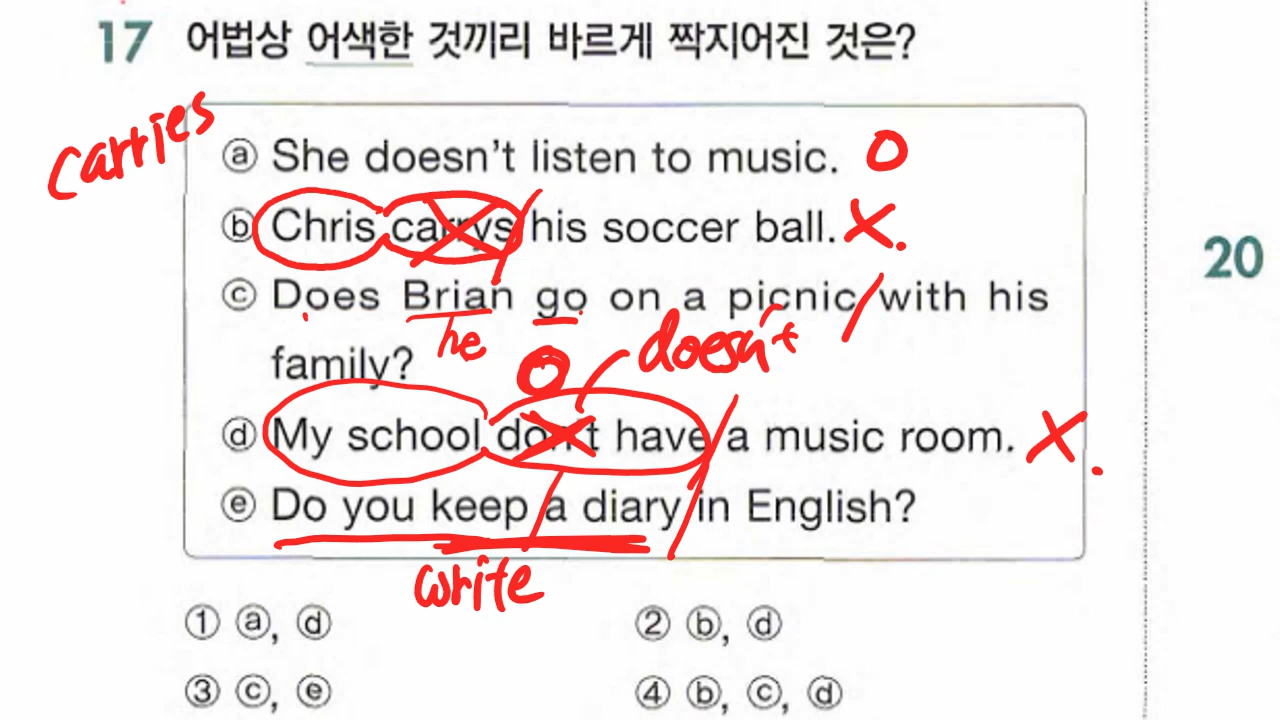 17 어법상 어색한 것끼리 바르게 짝지어진 것은?
carries
ⓐ She doesn't listen to music. O
ⓑ Chris carrys his soccer ball. X.
ⓒ Does Brian go on a picnic with his
he
doesn't
family? O
ⓓ My school don't have a music room. X.
ⓔ Do you keep a diary in English?
write
① ⓐ, ⓓ ② ⓑ, ⓓ
③ ⓒ, ⓔ ④ ⓑ, ⓒ, ⓓ
20